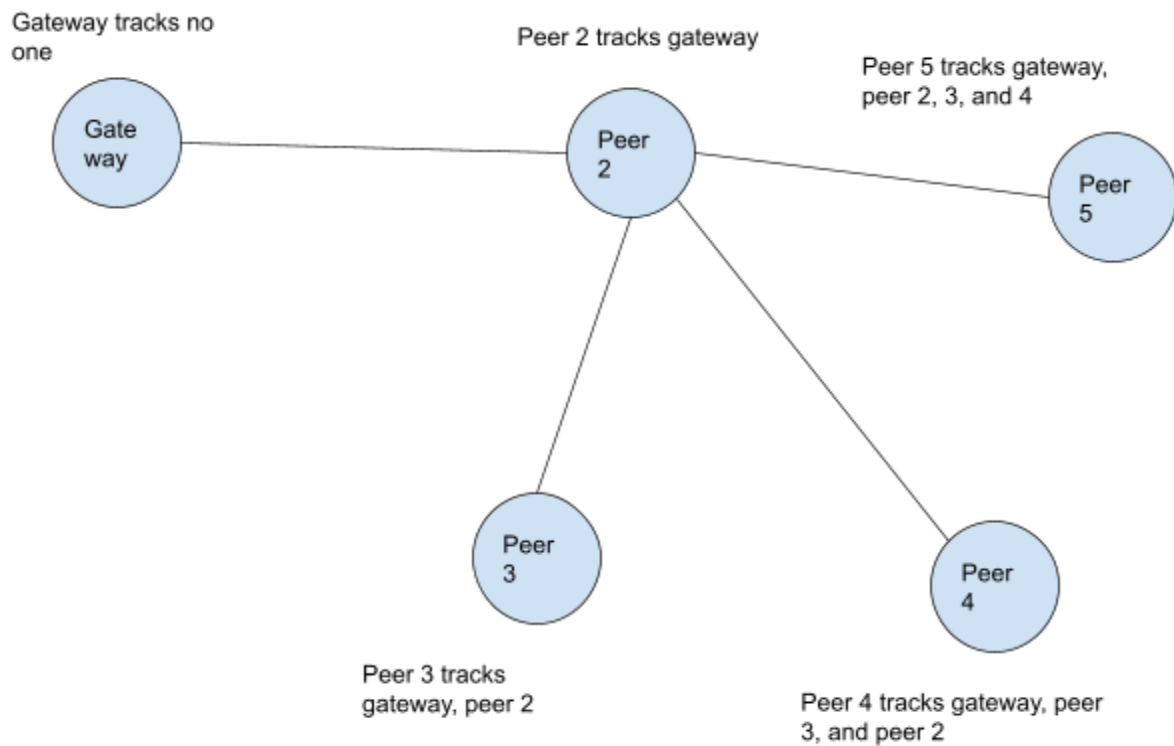 Gateway tracks no
one
Peer 2 tracks gateway
Peer 5 tracks gateway,
peer 2, 3, and 4
Gate
way
Peer
2
Peer
5
Peer
3
Peer
4
Peer 3 tracks
gateway, peer 2
Peer 4 tracks gateway, peer
3, and peer 2